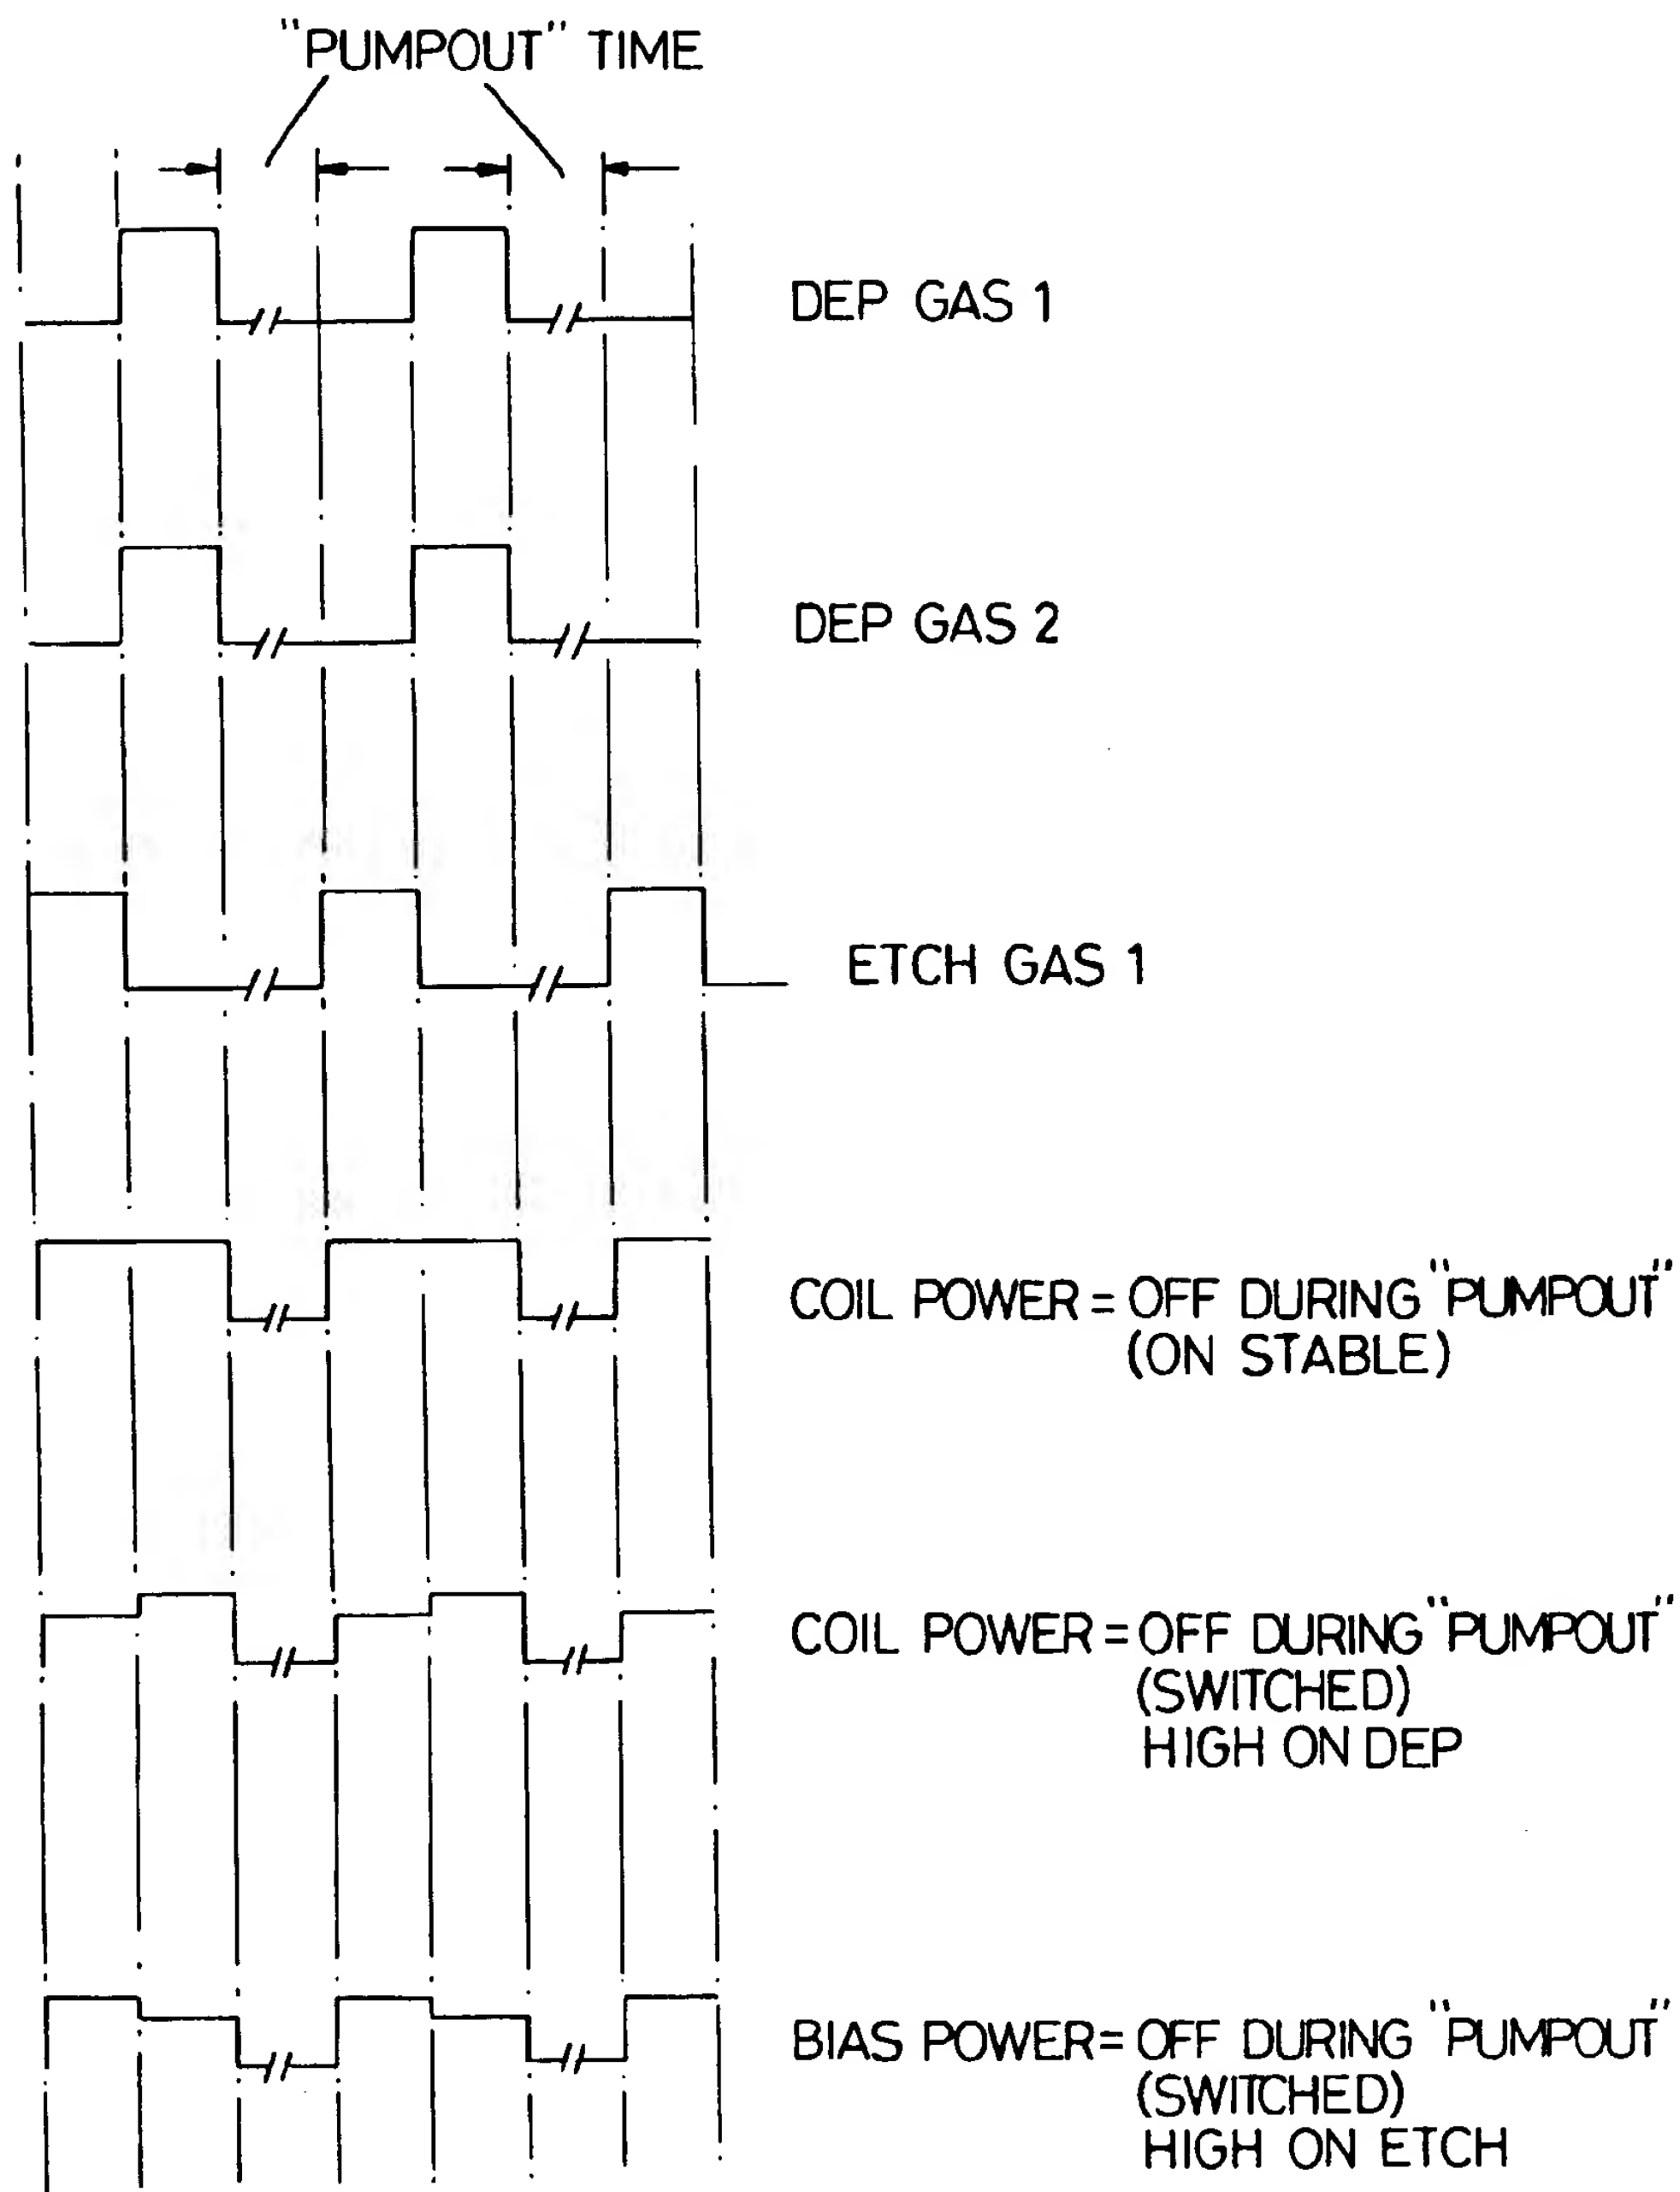 "PUMPOUT" TIME
DEP GAS 1
DEP GAS 2
ETCH GAS 1
COIL POWER = OFF DURING "PUMPOUT"
(ON STABLE)
COIL POWER = OFF DURING "PUMPOUT"
(SWITCHED)
HIGH ON DEP
BIAS POWER = OFF DURING "PUMPOUT"
(SWITCHED)
HIGH ON ETCH